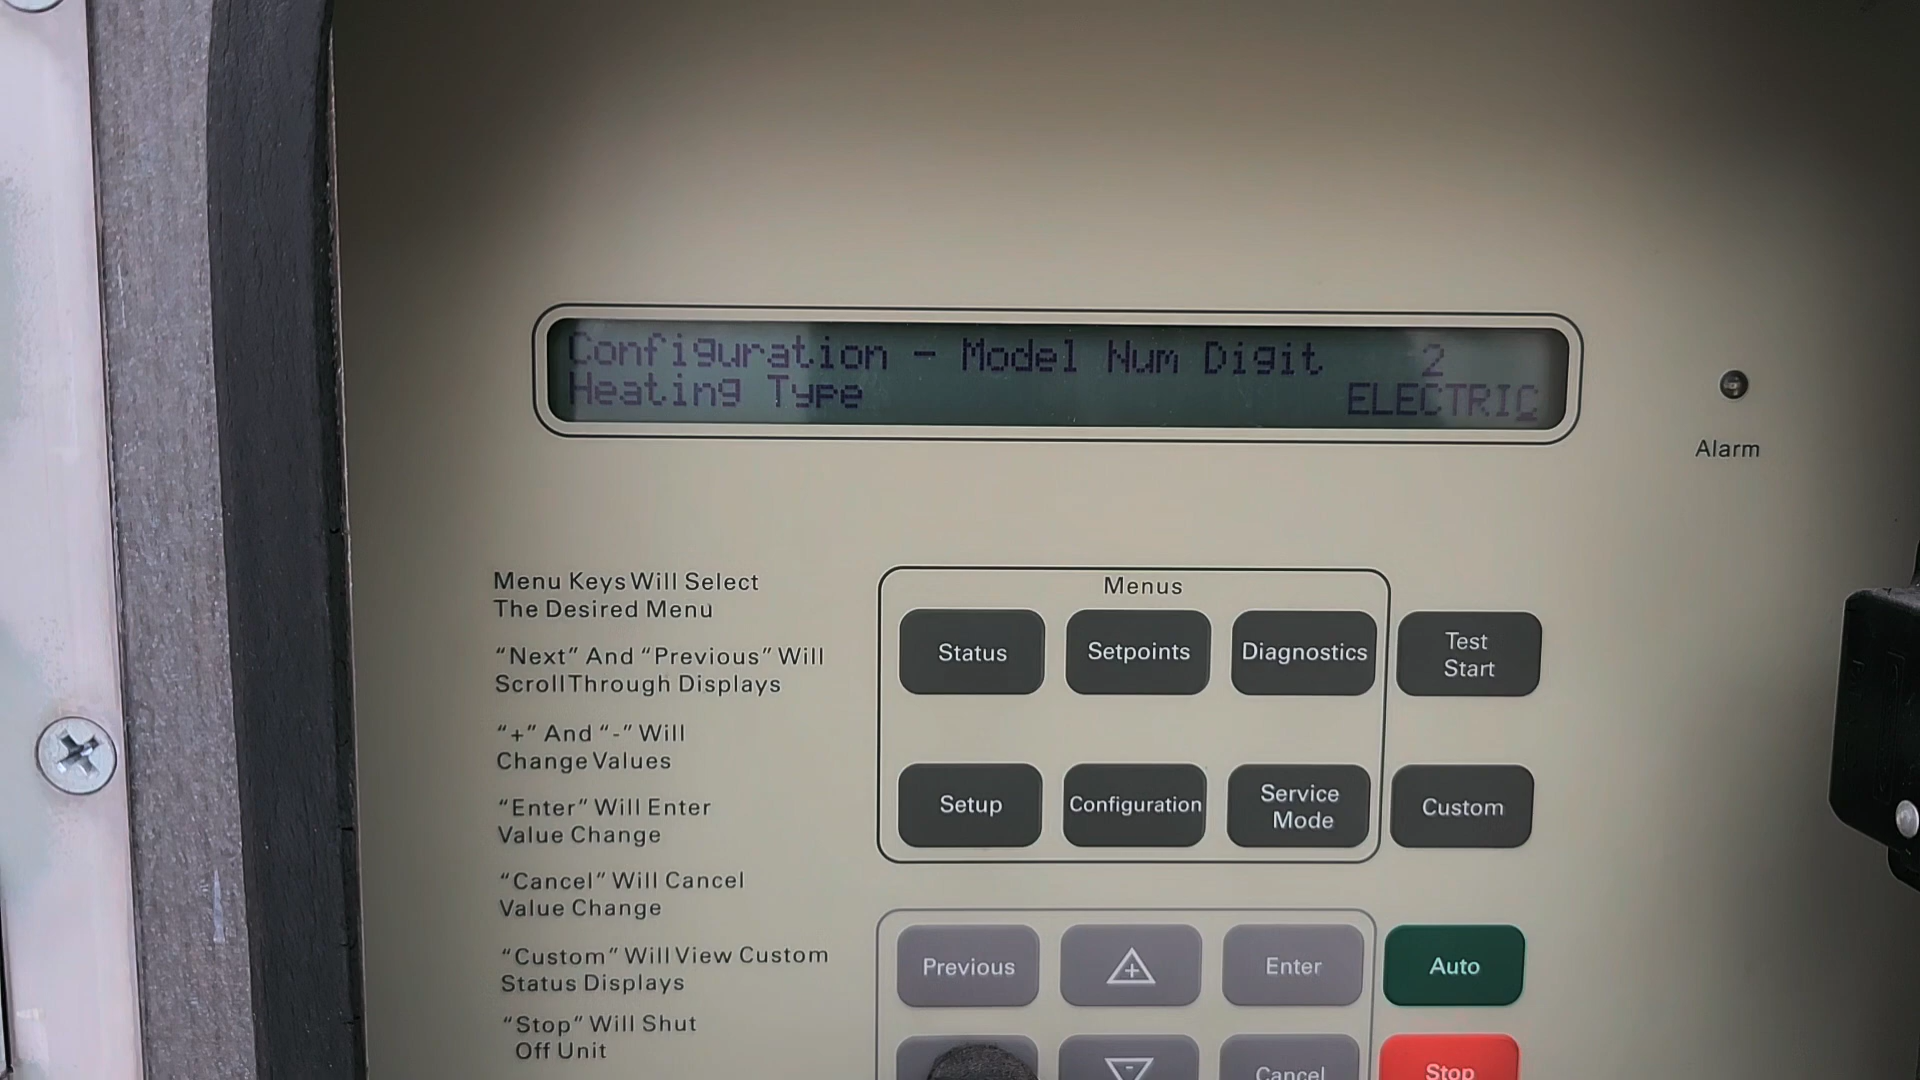 Configuration - Model Num Digit 2
Heating Type ELECTRIC
Alarm
Menu Keys Will Select
The Desired Menu
“Next” And “Previous” Will
Scroll Through Displays
“+” And “-” Will
Change Values
“Enter” Will Enter
Value Change
“Cancel” Will Cancel
Value Change
“Custom” Will View Custom
Status Displays
“Stop” Will Shut
Off Unit
Menus
Status
Setpoints
Diagnostics
Test
Start
Setup
Configuration
Service
Mode
Custom
Previous
+
Enter
Auto
-
Cancel
Stop